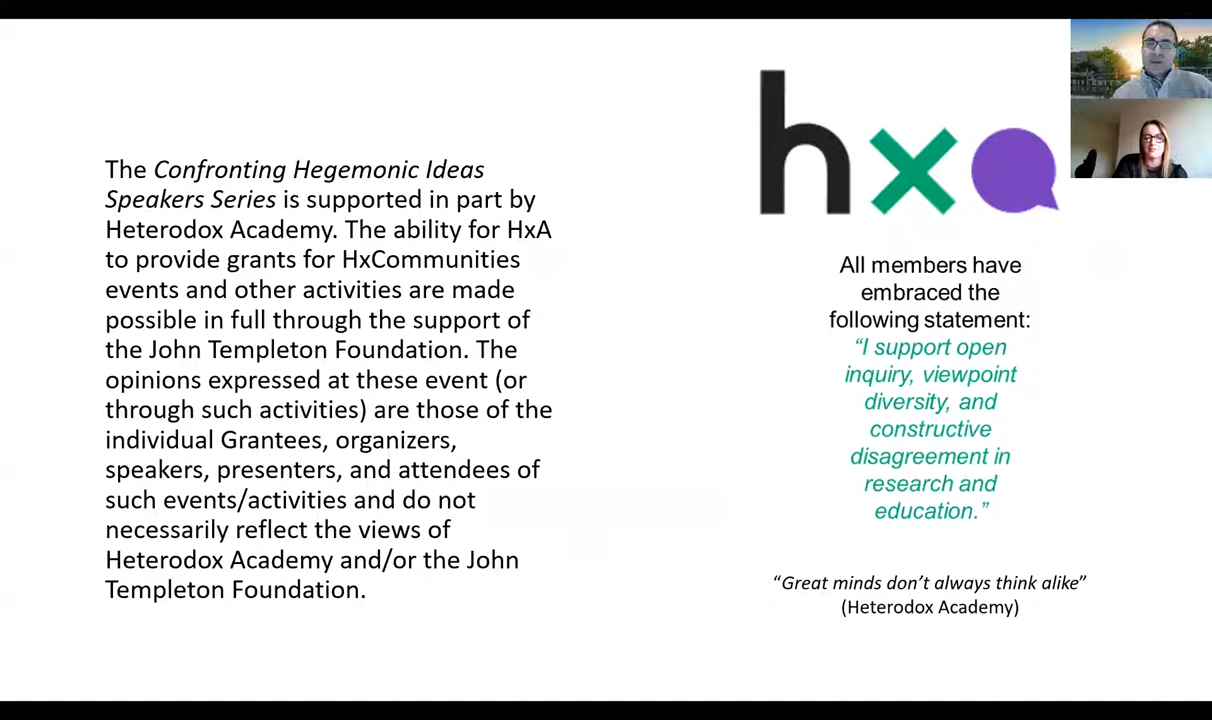 The Confronting Hegemonic Ideas
Speakers Series is supported in part by
Heterodox Academy. The ability for HxA
to provide grants for HxCommunities
events and other activities are made
possible in full through the support of
the John Templeton Foundation. The
opinions expressed at these event (or
through such activities) are those of the
individual Grantees, organizers,
speakers, presenters, and attendees of
such events/activities and do not
necessarily reflect the views of
Heterodox Academy and/or the John
Templeton Foundation.
hxa
All members have
embraced the
following statement:
“I support open
inquiry, viewpoint
diversity, and
constructive
disagreement in
research and
education.”
“Great minds don’t always think alike”
(Heterodox Academy)